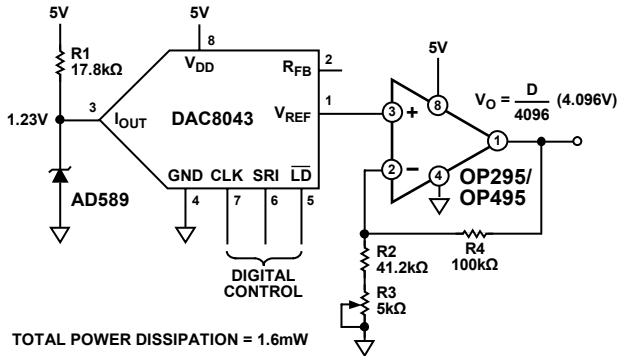 5V
R1
17.8kΩ
1.23V
3
IOUT
5V
8
VDD
RFB
2
DAC8043
VREF
1
GND CLK SRI LD
4
7
6
5
AD589
DIGITAL
CONTROL
5V
3
+
8
2
–
4
1
OP295/
OP495
VO = D/4096 (4.096V)
R4
100kΩ
R2
41.2kΩ
R3
5kΩ
TOTAL POWER DISSIPATION = 1.6mW